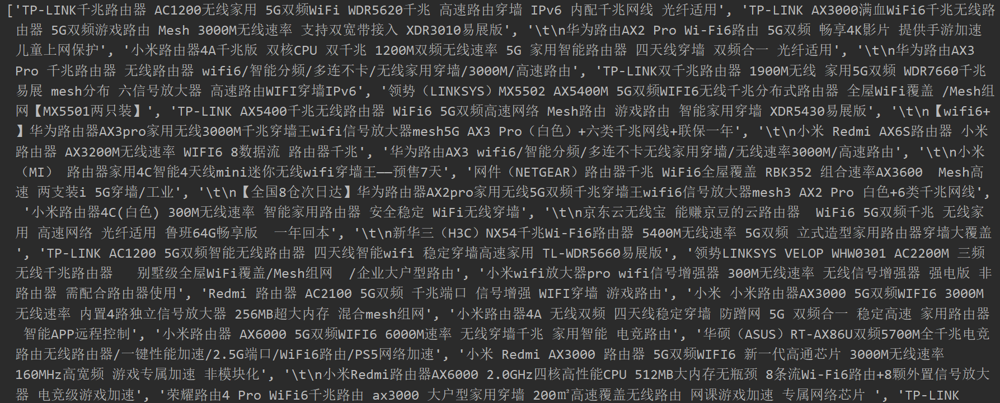 ['TP-LINK千兆路由器 AC1200无线家用 5G双频WiFi WDR5620千兆 高速路由穿墙 IPv6 内配千兆网线 光纤适用', 'TP-LINK AX3000满血WiFi6千兆无线路
由器 5G双频游戏路由 Mesh 3000M无线速率 支持双宽带接入 XDR3010易展版', '\t\n华为路由AX2 Pro Wi-Fi6路由 5G双频 畅享4K影片 提供手游加速
儿童上网保护', '小米路由器4A千兆版 双核CPU 双千兆 1200M双频无线速率 5G 家用智能路由器 四天线穿墙 双频合一 光纤适用', '\t\n华为路由AX3
Pro 千兆路由器 无线路由器 wifi6/智能分频/多连不卡/无线家用穿墙/3000M/高速路由', 'TP-LINK双千兆路由器 1900M无线 家用5G双频 WDR7660千兆
易展 mesh分布 六信号放大器 高速路由WIFI穿墙IPv6', '领势（LINKSYS）MX5502 AX5400M 5G双频WIFI6无线千兆分布式路由器 全屋WiFi覆盖 /Mesh组
网【MX5501两只装】', 'TP-LINK AX5400千兆无线路由器 WiFi6 5G双频高速网络 Mesh路由 游戏路由 智能家用穿墙 XDR5430易展版', '\t\n【wifi6+
】华为路由器AX3pro家用无线3000M千兆穿墙王wifi信号放大器mesh5G AX3 Pro（白色）+六类千兆网线+联保一年', '\t\n小米 Redmi AX6S路由器 小米
路由器 AX3200M无线速率 WIFI6 8数据流 路由器千兆', '华为路由AX3 wifi6/智能分频/多连不卡无线家用穿墙/无线速率3000M/高速路由', '\t\n小米
（MI） 路由器家用4C智能4天线mini迷你无线wifi穿墙王——预售7天', '网件（NETGEAR）路由器千兆 WiFi6全屋覆盖 RBK352 组合速率AX3600  Mesh高
速 两支装i 5G穿墙/工业', '\t\n【全国8仓次日达】华为路由器AX2pro家用无线5G双频千兆穿墙王wifi6信号放大器mesh3 AX2 Pro 白色+6类千兆网线',
'小米路由器4C(白色) 300M无线速率 智能家用路由器 安全稳定 WiFi无线穿墙', '\t\n京东云无线宝 能赚京豆的云路由器  WiFi6 5G双频千兆 无线家
用 高速网络 光纤适用 鲁班64G畅享版  一年回本', '\t\n新华三（H3C）NX54千兆Wi-Fi6路由器 5400M无线速率 5G双频 立式造型家用路由器穿墙大覆盖
', 'TP-LINK AC1200 5G双频智能无线路由器 四天线智能wifi 稳定穿墙高速家用 TL-WDR5660易展版', '领势LINKSYS VELOP WHW0301 AC2200M 三频
无线千兆路由器   别墅级全屋WiFi覆盖/Mesh组网  /企业大户型路由', '小米wifi放大器pro wifi信号增强器 300M无线速率 无线信号增强器 强电版 非
路由器 需配合路由器使用', 'Redmi 路由器 AC2100 5G双频 千兆端口 信号增强 WIFI穿墙 游戏路由', '小米 小米路由器AX3000 5G双频WIFI6 3000M
无线速率 内置4路独立信号放大器 256MB超大内存 混合mesh组网', '小米路由器4A 无线双频 四天线稳定穿墙 防蹭网 5G 双频合一 稳定高速 家用路由器
智能APP远程控制', '小米路由器 AX6000 5G双频WIFI6 6000M速率 无线穿墙千兆 家用智能 电竞路由', '华硕（ASUS）RT-AX86U双频5700M全千兆电竞
路由无线路由器/一键性能加速/2.5G端口/WiFi6路由/PS5网络加速', '小米 Redmi AX3000 路由器 5G双频WIFI6 新一代高通芯片 3000M无线速率
160MHz高宽频 游戏专属加速 非模块化', '\t\n小米Redmi路由器AX6000 2.0GHz四核高性能CPU 512MB大内存无瓶颈 8条流Wi-Fi6路由+8颗外置信号放大
器 电竞级游戏加速', '荣耀路由4 Pro WiFi6千兆路由 ax3000 大户型家用穿墙 200㎡高速覆盖无线路由 网课游戏加速 专属网络芯片 ', 'TP-LINK